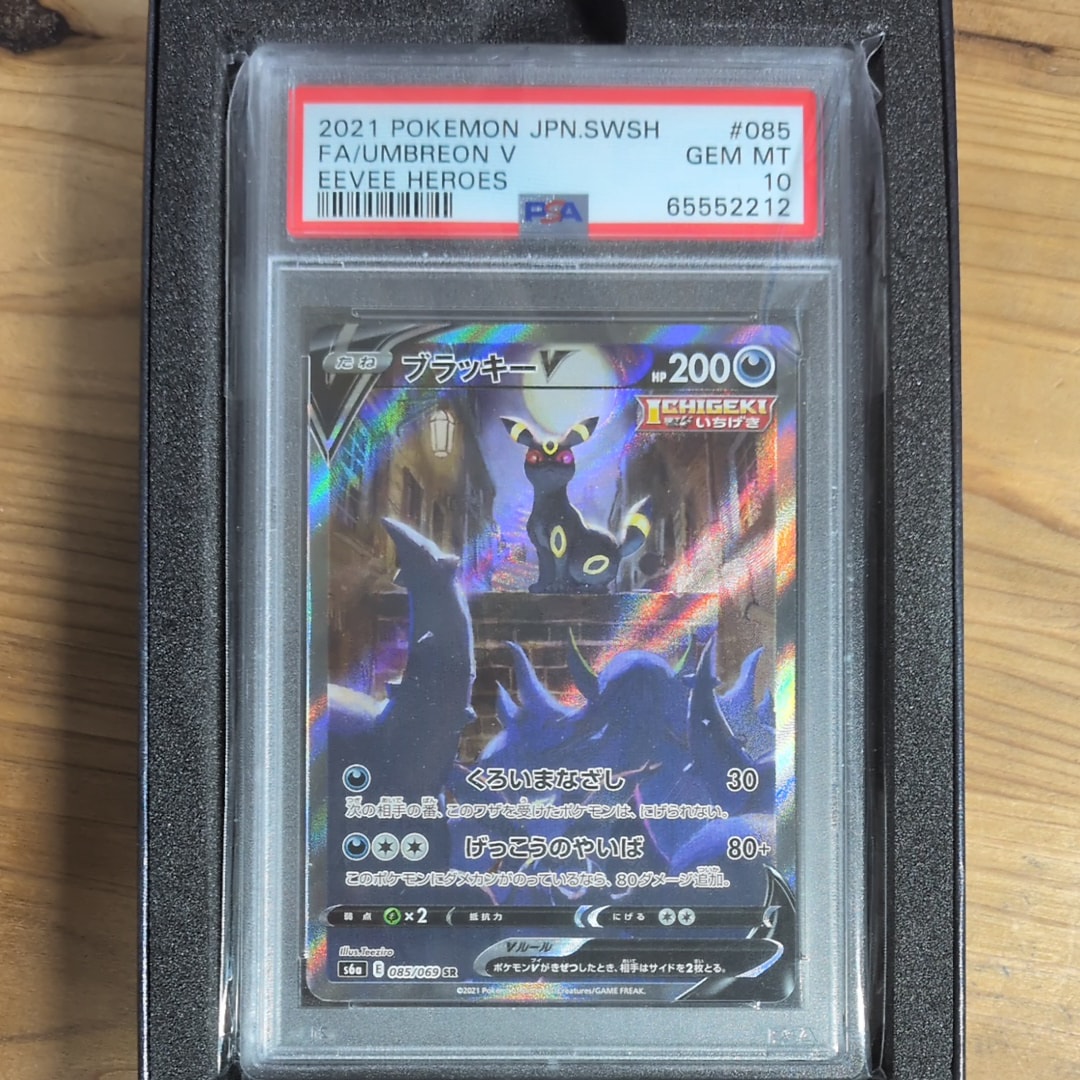 2021 POKEMON JPN.SWSH #085
FA/UMBREON V GEM MT
EEVEE HEROES 10
PSA 65552212
たね ブラッキーV HP 200
ICHIGEKI
いちげき
くろいまなざし 30
次の相手の番、このワザを受けたポケモンは、にげられない。
げっこうのやいば 80+
このポケモンにダメカンがのっているなら、80ダメージ追加。
弱点 ×2 抵抗力 にげる
Vルール
ポケモンVがきぜつしたとき、相手はサイドを2枚とる。
Illus.Teeziro
s6a E 085/069 SR
©2021 Pokémon/Nintendo/Creatures/GAME FREAK.